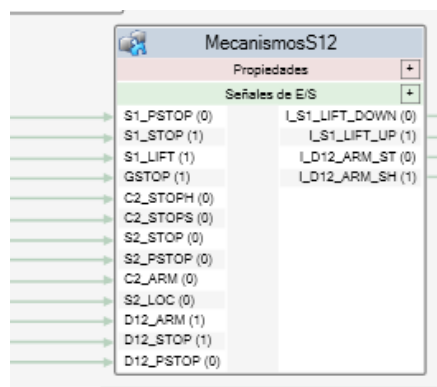 MecanismosS12
Propiedades +
Señales de E/S +
S1_PSTOP (0) I_S1_LIFT_DOWN (0)
S1_STOP (1) I_S1_LIFT_UP (1)
S1_LIFT (1) I_D12_ARM_ST (0)
GSTOP (1) I_D12_ARM_SH (1)
C2_STOPH (0)
C2_STOPS (0)
S2_STOP (0)
S2_PSTOP (0)
C2_ARM (0)
S2_LOC (0)
D12_ARM (1)
D12_STOP (1)
D12_PSTOP (0)